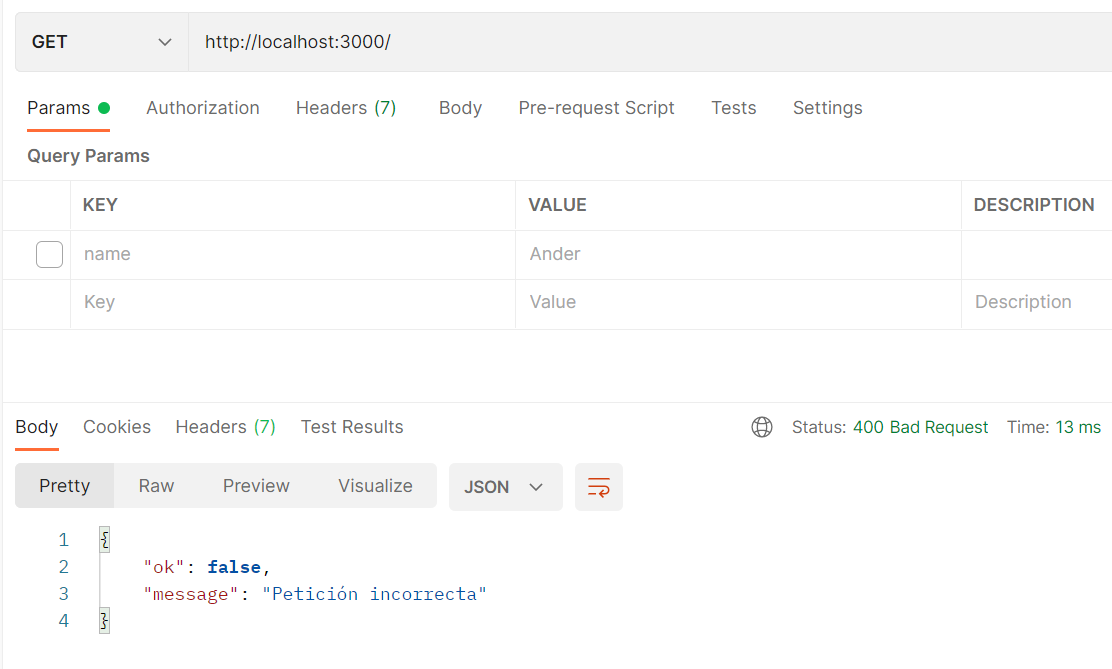 GET http://localhost:3000/
Params Authorization Headers (7) Body Pre-request Script Tests Settings
Query Params
KEY VALUE DESCRIPTION
name Ander
Key Value Description
Body Cookies Headers (7) Test Results Status: 400 Bad Request Time: 13 ms
Pretty Raw Preview Visualize JSON
1 {
2 "ok": false,
3 "message": "Petición incorrecta"
4 }